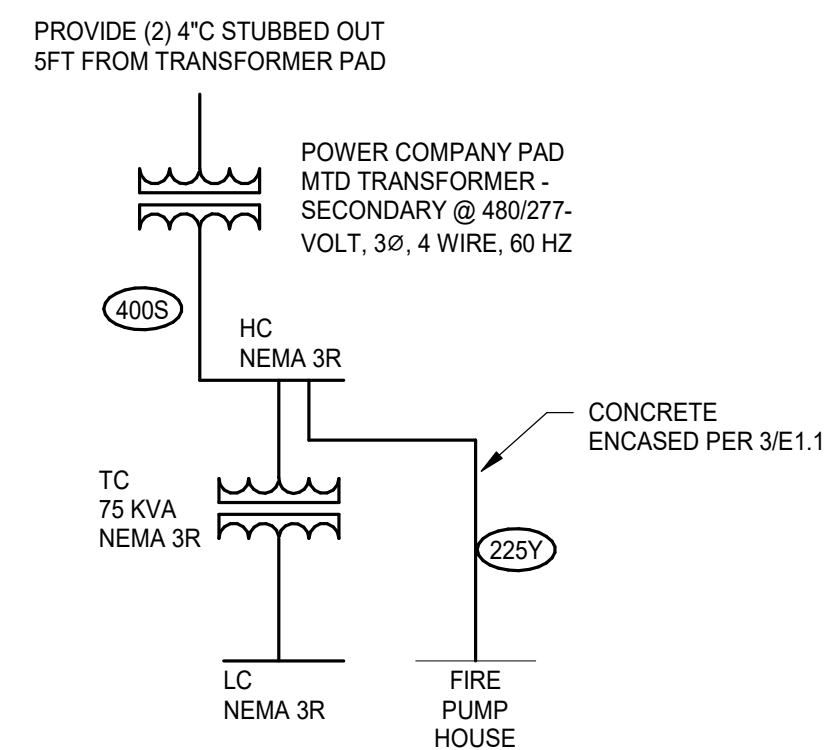 PROVIDE (2) 4"C STUBBED OUT
5FT FROM TRANSFORMER PAD
POWER COMPANY PAD
MTD TRANSFORMER -
SECONDARY @ 480/277-
VOLT, 3Ø, 4 WIRE, 60 HZ
400S
HC
NEMA 3R
CONCRETE
ENCASED PER 3/E1.1
TC
75 KVA
NEMA 3R
225Y
LC
NEMA 3R
FIRE
PUMP
HOUSE